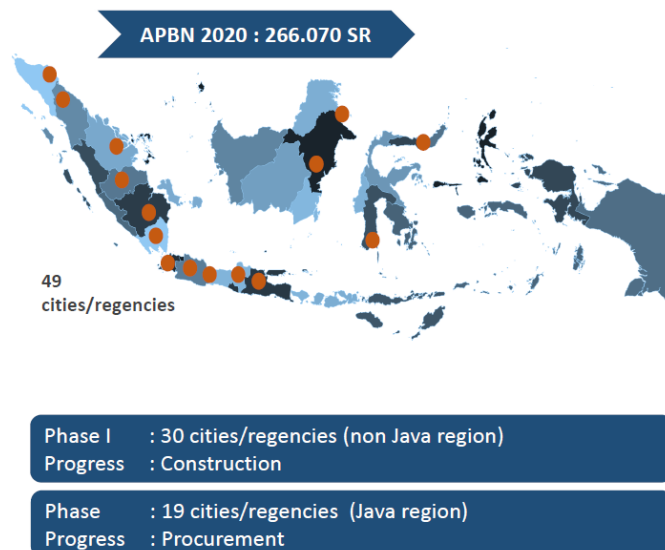 APBN 2020 : 266.070 SR
49
cities/regencies
Phase I : 30 cities/regencies (non Java region)
Progress : Construction
Phase : 19 cities/regencies (Java region)
Progress : Procurement